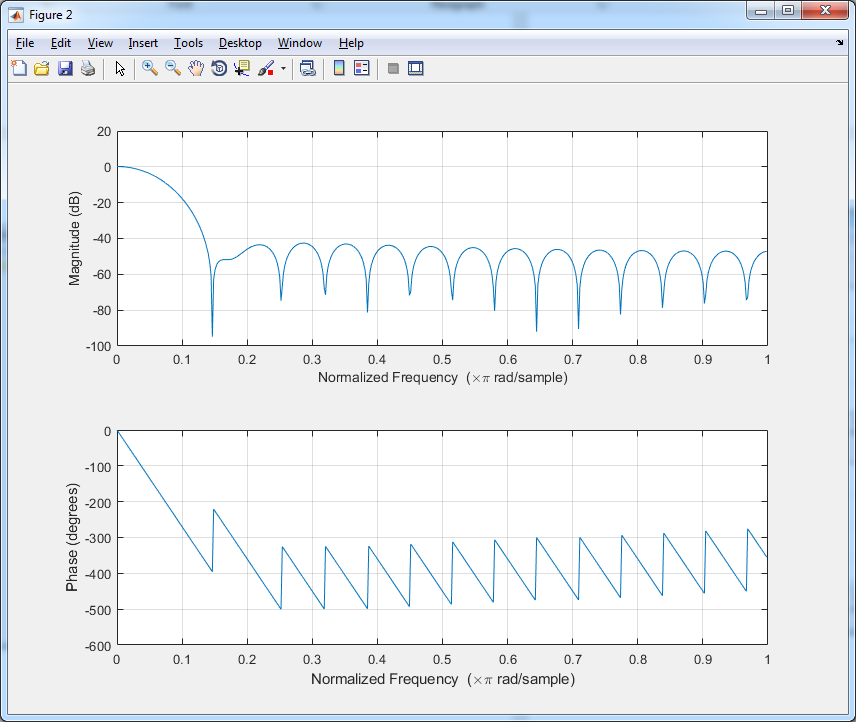 Figure 2
File Edit View Insert Tools Desktop Window Help
20
0
-20
-40
-60
-80
-100
Magnitude (dB)
0 0.1 0.2 0.3 0.4 0.5 0.6 0.7 0.8 0.9 1
Normalized Frequency (×π rad/sample)
0
-100
-200
-300
-400
-500
-600
Phase (degrees)
0 0.1 0.2 0.3 0.4 0.5 0.6 0.7 0.8 0.9 1
Normalized Frequency (×π rad/sample)